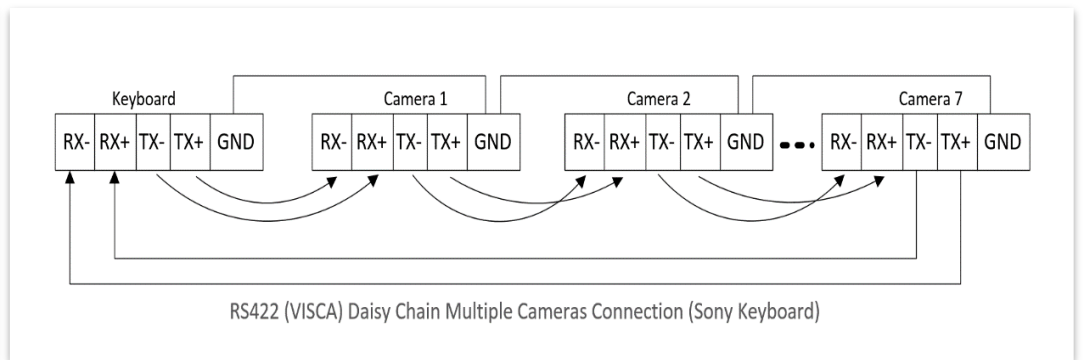 Keyboard Camera 1 Camera 2 Camera 7
RX- RX+ TX- TX+ GND RX- RX+ TX- TX+ GND RX- RX+ TX- TX+ GND RX- RX+ TX- TX+ GND
RS422 (VISCA) Daisy Chain Multiple Cameras Connection (Sony Keyboard)